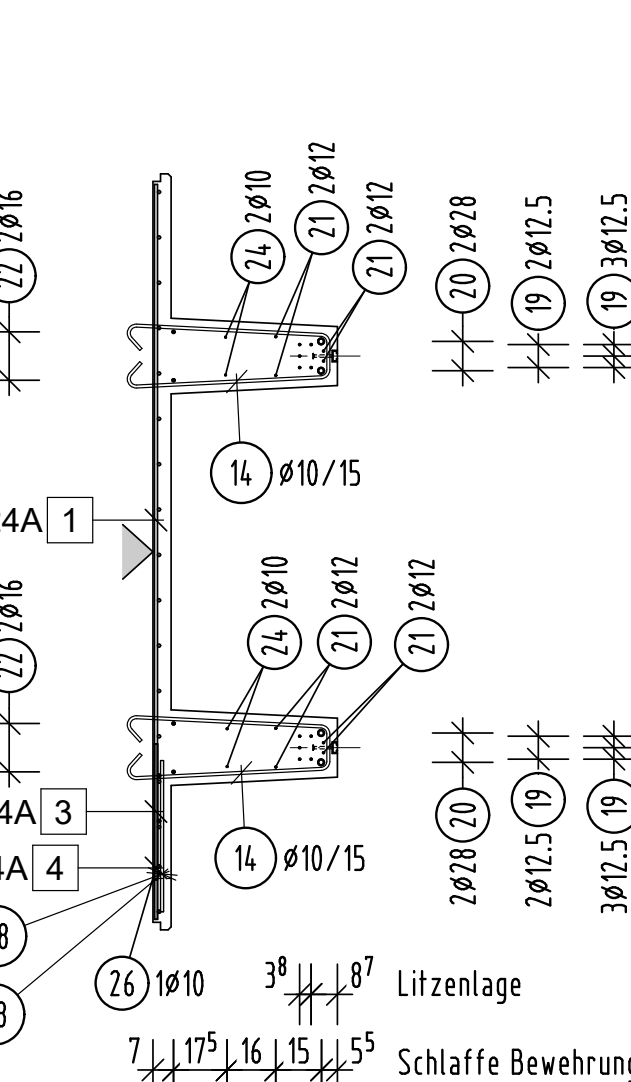 22 2ø16
24 2ø10
21 2ø12
21 2ø12
20 2ø28
19 2ø12.5
19 3ø12.5
14 ø10/15
4A 1
22 2ø16
24 2ø10
21 2ø12
21 2ø12
4A 3
4A 4
14 ø10/15
20 2ø28
19 2ø12.5
19 3ø12.5
8
8
26 1ø10
3⁸ 8⁷ Litzenlage
7 17⁵ 16 15 5⁵ Schlaffe Bewehrung